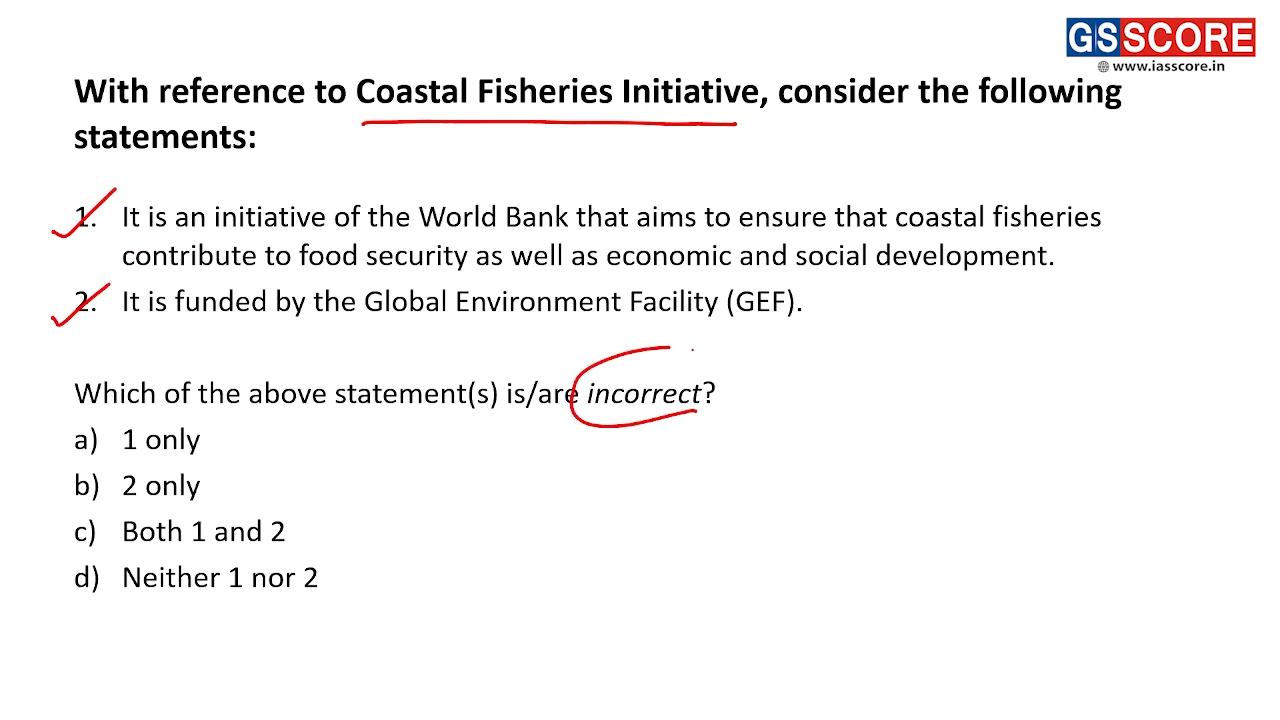 GSSCORE
www.iasscore.in
With reference to Coastal Fisheries Initiative, consider the following
statements:
1. It is an initiative of the World Bank that aims to ensure that coastal fisheries
contribute to food security as well as economic and social development.
2. It is funded by the Global Environment Facility (GEF).
Which of the above statement(s) is/are incorrect?
a) 1 only
b) 2 only
c) Both 1 and 2
d) Neither 1 nor 2